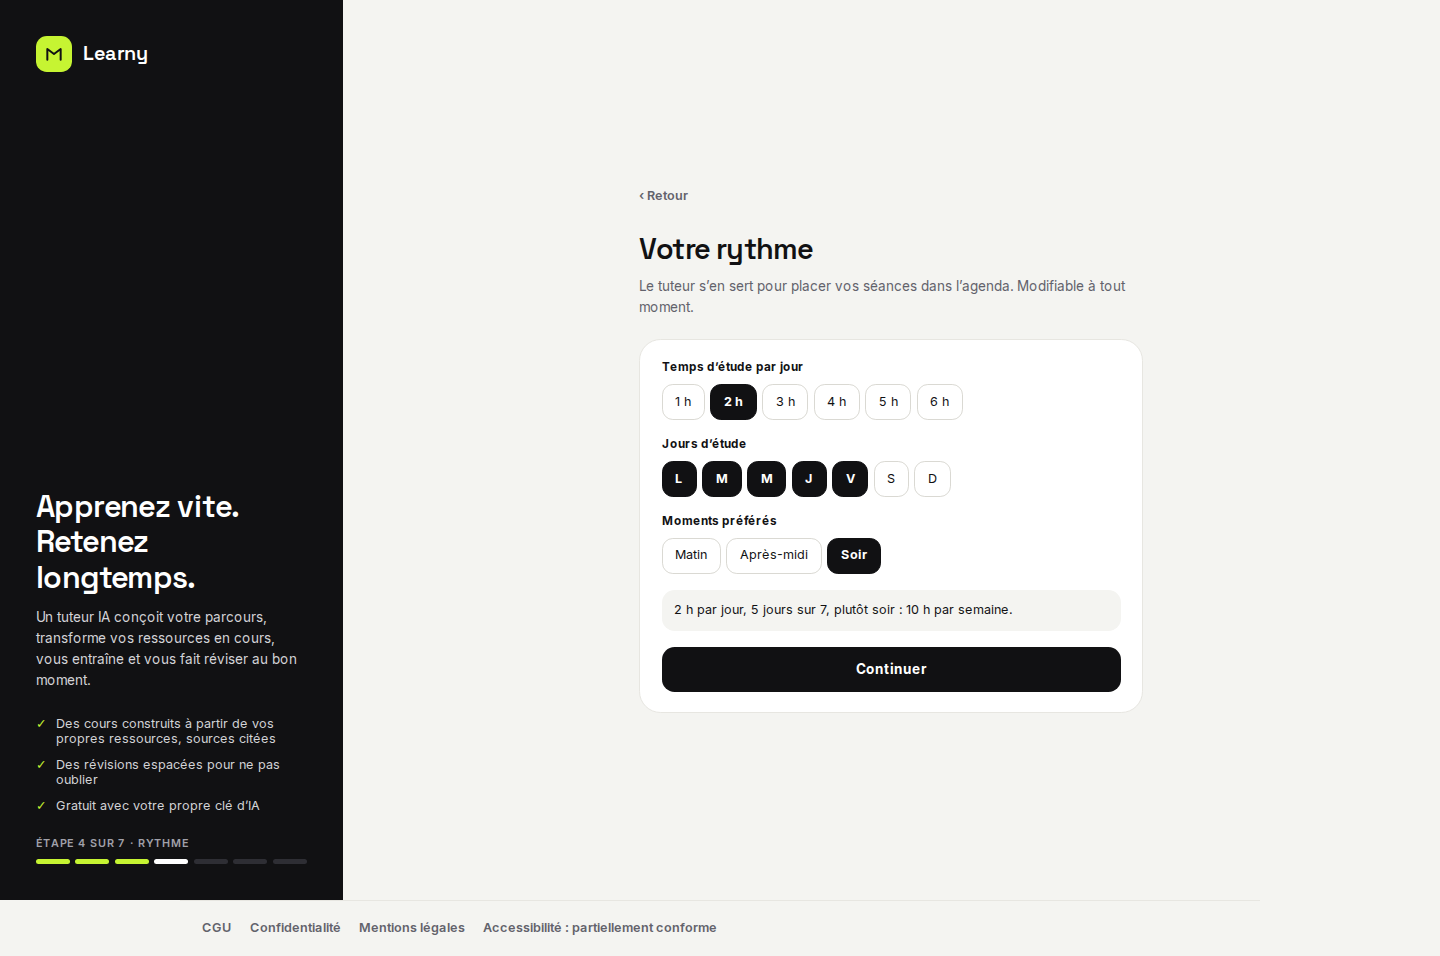 Learny
Apprenez vite.
Retenez
longtemps.
Un tuteur IA conçoit votre parcours,
transforme vos ressources en cours,
vous entraîne et vous fait réviser au bon
moment.
✓ Des cours construits à partir de vos
propres ressources, sources citées
✓ Des révisions espacées pour ne pas
oublier
✓ Gratuit avec votre propre clé d’IA
ÉTAPE 4 SUR 7 · RYTHME
‹ Retour
Votre rythme
Le tuteur s’en sert pour placer vos séances dans l’agenda. Modifiable à tout
moment.
Temps d’étude par jour
1 h 2 h 3 h 4 h 5 h 6 h
Jours d’étude
L M M J V S D
Moments préférés
Matin Après-midi Soir
2 h par jour, 5 jours sur 7, plutôt soir : 10 h par semaine.
Continuer
CGU Confidentialité Mentions légales Accessibilité : partiellement conforme